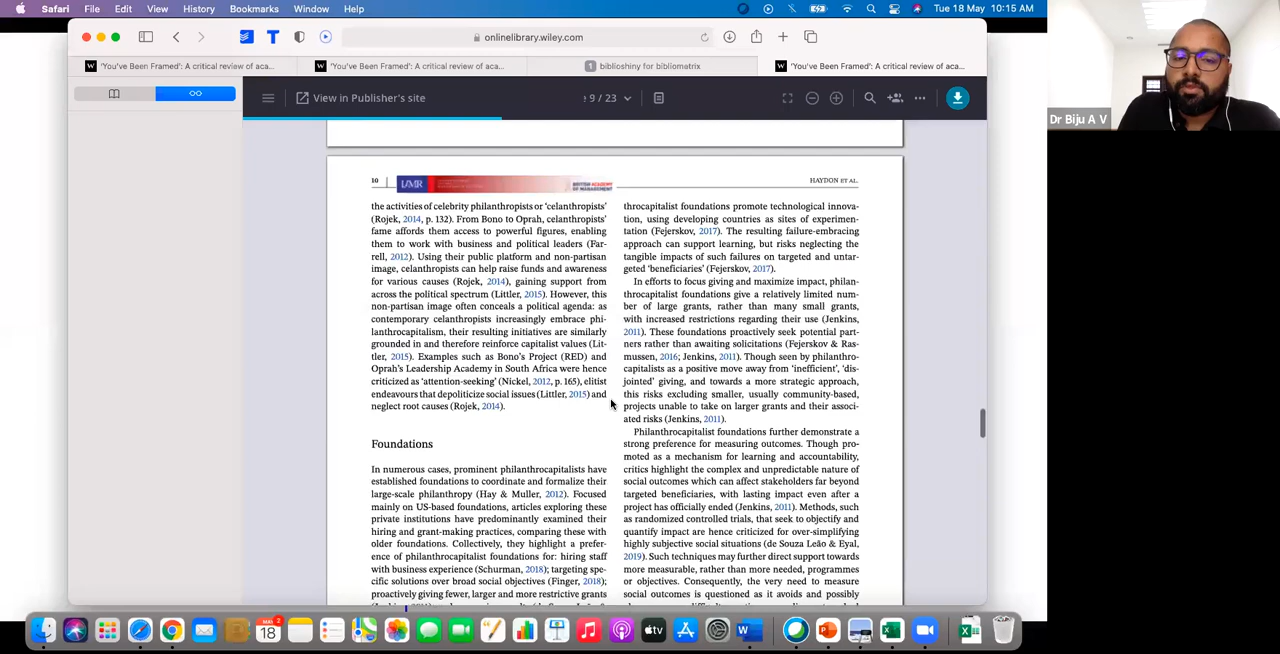 Safari File Edit View History Bookmarks Window Help
Tue 18 May 10:15 AM
onlinelibrary.wiley.com
'You've Been Framed': A critical review of aca...
'You've Been Framed': A critical review of aca...
1 biblioshiny for bibliometrix
'You've Been Framed': A critical review of aca...
View in Publisher's site
9 / 23
Dr Biju A V
10
IJMR
BRITISH ACADEMY
OF MANAGEMENT
HAYDON ET AL.
the activities of celebrity philanthropists or 'celanthropists'
(Rojek, 2014, p. 132). From Bono to Oprah, celanthropists'
fame affords them access to powerful figures, enabling
them to work with business and political leaders (Far-
rell, 2012). Using their public platform and non-partisan
image, celanthropists can help raise funds and awareness
for various causes (Rojek, 2014), gaining support from
across the political spectrum (Littler, 2015). However, this
non-partisan image often conceals a political agenda: as
contemporary celanthropists increasingly embrace phi-
lanthrocapitalism, their resulting initiatives are similarly
grounded in and therefore reinforce capitalist values (Lit-
tler, 2015). Examples such as Bono's Project (RED) and
Oprah's Leadership Academy in South Africa were hence
criticized as 'attention-seeking' (Nickel, 2012, p. 165), elitist
endeavours that depoliticize social issues (Littler, 2015) and
neglect root causes (Rojek, 2014).
Foundations
In numerous cases, prominent philanthrocapitalists have
established foundations to coordinate and formalize their
large-scale philanthropy (Hay & Muller, 2012). Focused
mainly on US-based foundations, articles exploring these
private institutions have predominantly examined their
hiring and grant-making practices, comparing these with
older foundations. Collectively, they highlight a prefer-
ence of philanthrocapitalist foundations for: hiring staff
with business experience (Schurman, 2018); targeting spe-
cific solutions over broad social objectives (Finger, 2018);
proactively giving fewer, larger and more restrictive grants
throcapitalist foundations promote technological innova-
tion, using developing countries as sites of experimen-
tation (Fejerskov, 2017). The resulting failure-embracing
approach can support learning, but risks neglecting the
tangible impacts of such failures on targeted and untar-
geted 'beneficiaries' (Fejerskov, 2017).
In efforts to focus giving and maximize impact, philan-
throcapitalist foundations give a relatively limited num-
ber of large grants, rather than many small grants,
with increased restrictions regarding their use (Jenkins,
2011). These foundations proactively seek potential part-
ners rather than awaiting solicitations (Fejerskov & Ras-
mussen, 2016; Jenkins, 2011). Though seen by philanthro-
capitalists as a positive move away from 'inefficient', 'dis-
jointed' giving, and towards a more strategic approach,
this risks excluding smaller, usually community-based,
projects unable to take on larger grants and their associ-
ated risks (Jenkins, 2011).
Philanthrocapitalist foundations further demonstrate a
strong preference for measuring outcomes. Though pro-
moted as a mechanism for learning and accountability,
critics highlight the complex and unpredictable nature of
social outcomes which can affect stakeholders far beyond
targeted beneficiaries, with lasting impact even after a
project has officially ended (Jenkins, 2011). Methods, such
as randomized controlled trials, that seek to objectify and
quantify impact are hence criticized for over-simplifying
highly subjective social situations (de Souza Leão & Eyal,
2019). Such techniques may further direct support towards
more measurable, rather than more needed, programmes
or objectives. Consequently, the very need to measure
social outcomes is questioned as it avoids and possibly